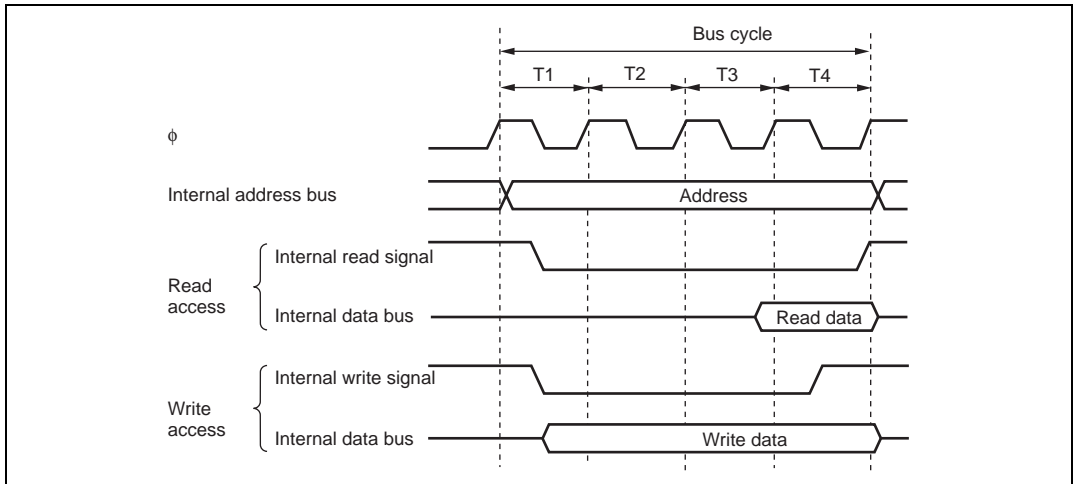 Bus cycle
T1 T2 T3 T4
ϕ
Internal address bus Address
Read
access
Internal read signal
Internal data bus Read data
Write
access
Internal write signal
Internal data bus Write data